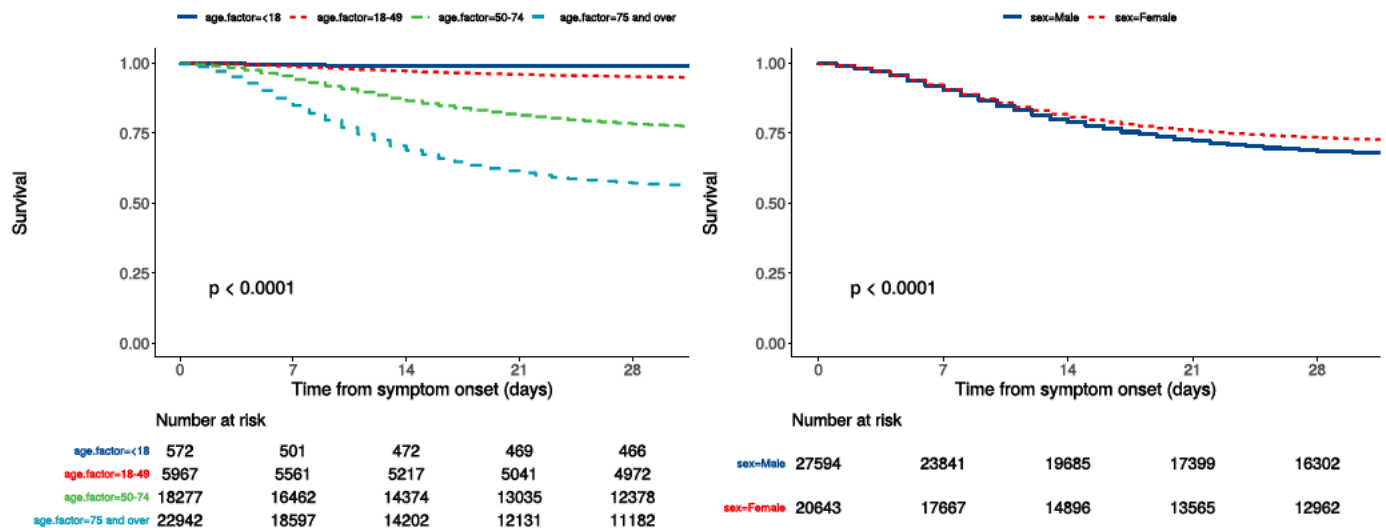 age.factor=<18 age.factor=18-49 age.factor=50-74 age.factor=75 and over
1.00
0.75
0.50
0.25
0.00
Survival
p < 0.0001
0 7 14 21 28
Time from symptom onset (days)
Number at risk
age.factor=<18 572 501 472 469 466
age.factor=18-49 5967 5561 5217 5041 4972
age.factor=50-74 18277 16462 14374 13035 12378
age.factor=75 and over 22942 18597 14202 12131 11182
sex=Male sex=Female
1.00
0.75
0.50
0.25
0.00
Survival
p < 0.0001
0 7 14 21 28
Time from symptom onset (days)
Number at risk
sex=Male 27594 23841 19685 17399 16302
sex=Female 20643 17667 14896 13565 12962